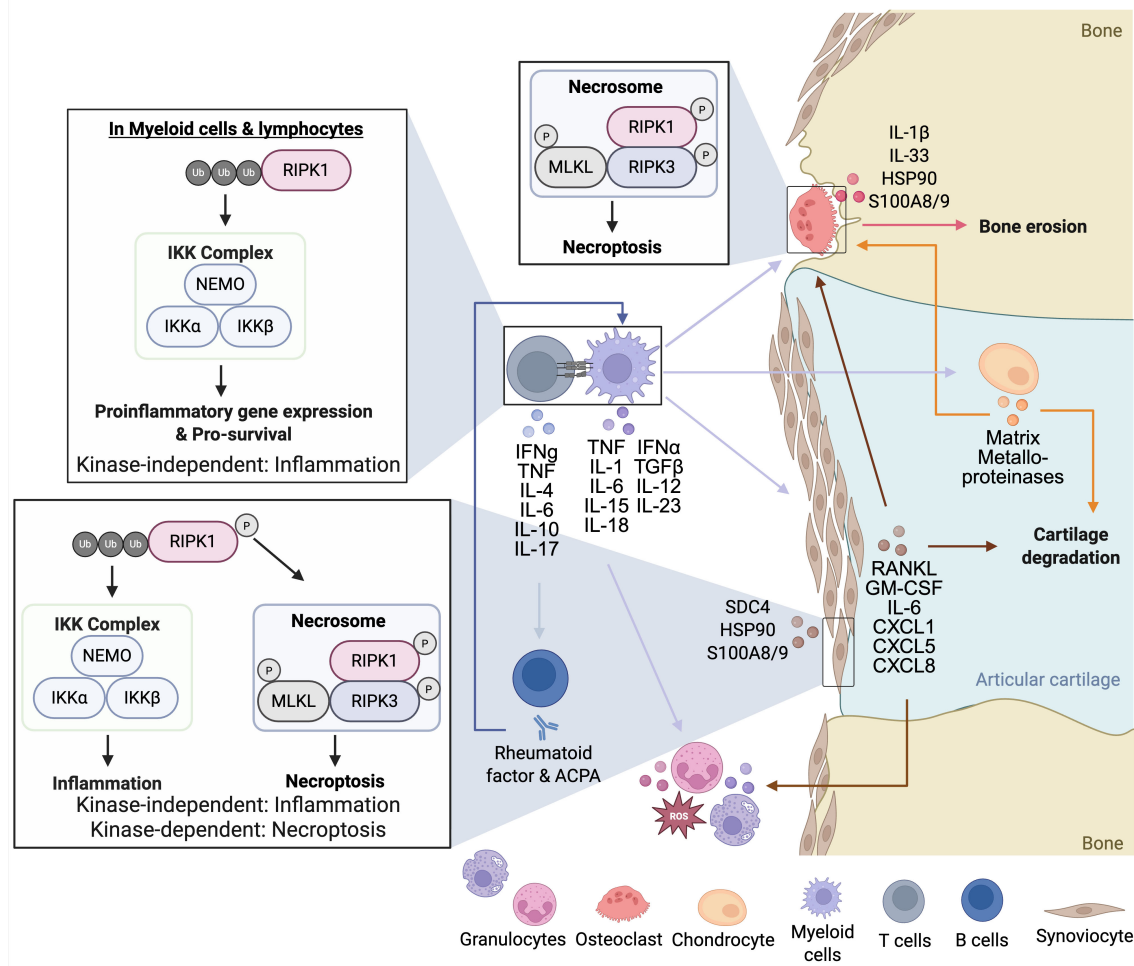 Bone
In Myeloid cells & lymphocytes
Ub
Ub
Ub
RIPK1
IKK Complex
NEMO
IKKα
IKKβ
Proinflammatory gene expression
& Pro-survival
Kinase-independent: Inflammation
Necrosome
P
RIPK1
P
MLKL
RIPK3
P
Necroptosis
IL-1β
IL-33
HSP90
S100A8/9
Bone erosion
IFNg
TNF
IL-4
IL-6
IL-10
IL-17
TNF
IL-1
IL-6
IL-15
IL-18
IFNα
TGFβ
IL-12
IL-23
Matrix
Metallo-
proteinases
Cartilage
degradation
RANKL
GM-CSF
IL-6
CXCL1
CXCL5
CXCL8
SDC4
HSP90
S100A8/9
Articular cartilage
Ub
Ub
Ub
RIPK1
P
IKK Complex
NEMO
IKKα
IKKβ
Inflammation
Necrosome
P
RIPK1
P
MLKL
RIPK3
P
Necroptosis
Kinase-independent: Inflammation
Kinase-dependent: Necroptosis
Rheumatoid
factor & ACPA
ROS
Bone
Granulocytes
Osteoclast
Chondrocyte
Myeloid
cells
T cells
B cells
Synoviocyte